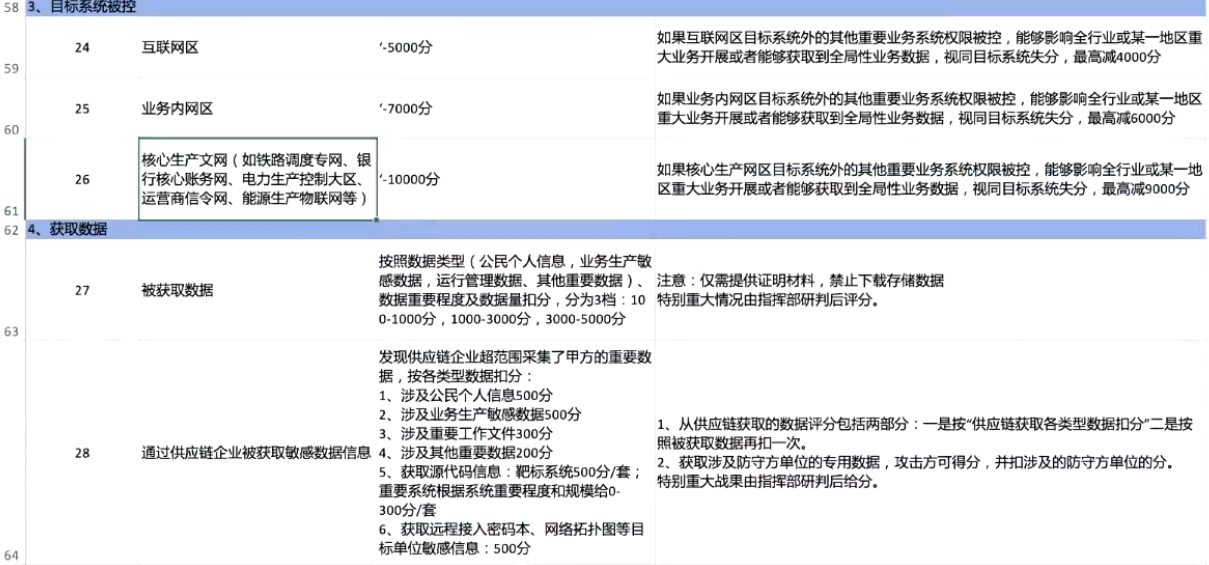 58 3、目标系统被控
24 互联网区 ‘-5000分 如果互联网区目标系统外的其他重要业务系统权限被控，能够影响全行业或某一地区重
大业务开展或者能够获取到全局性业务数据，视同目标系统失分，最高减4000分
59
25 业务内网区 ‘-7000分 如果业务内网区目标系统外的其他重要业务系统权限被控，能够影响全行业或某一地区
重大业务开展或者能够获取到全局性业务数据，视同目标系统失分，最高减6000分
60
26 核心生产文网（如铁路调度专网、银
行核心账务网、电力生产控制大区、
运营商信令网、能源生产物联网等）
‘-10000分
如果核心生产网区目标系统外的其他重要业务系统权限被控，能够影响全行业或某一地
区重大业务开展或者能够获取到全局性业务数据，视同目标系统失分，最高减9000分
61
62 4、获取数据
27 被获取数据
按照数据类型（公民个人信息，业务生产敏
感数据，运行管理数据、其他重要数据）、
数据重要程度及数据量扣分，分为3档：10
0-1000分，1000-3000分，3000-5000分
注意：仅需提供证明材料，禁止下载存储数据
特别重大情况由指挥部研判后评分。
63
28 通过供应链企业被获取敏感数据信息
发现供应链企业超范围采集了甲方的重要数
据，按各类型数据扣分：
1、涉及公民个人信息500分
2、涉及业务生产敏感数据500分
3、涉及重要工作文件300分
4、涉及其他重要数据200分
5、获取源代码信息：靶标系统500分/套；
重要系统根据系统重要程度和规模给0-
300分/套
6、获取远程接入密码本、网络拓扑图等目
标单位敏感信息：500分
1、从供应链获取的数据评分包括两部分：一是按“供应链获取各类型数据扣分”二是按
照被获取数据再扣一次。
2、获取涉及防守方单位的专用数据，攻击方可得分，并扣涉及的防守方单位的分。
特别重大战果由指挥部研判后给分。
64